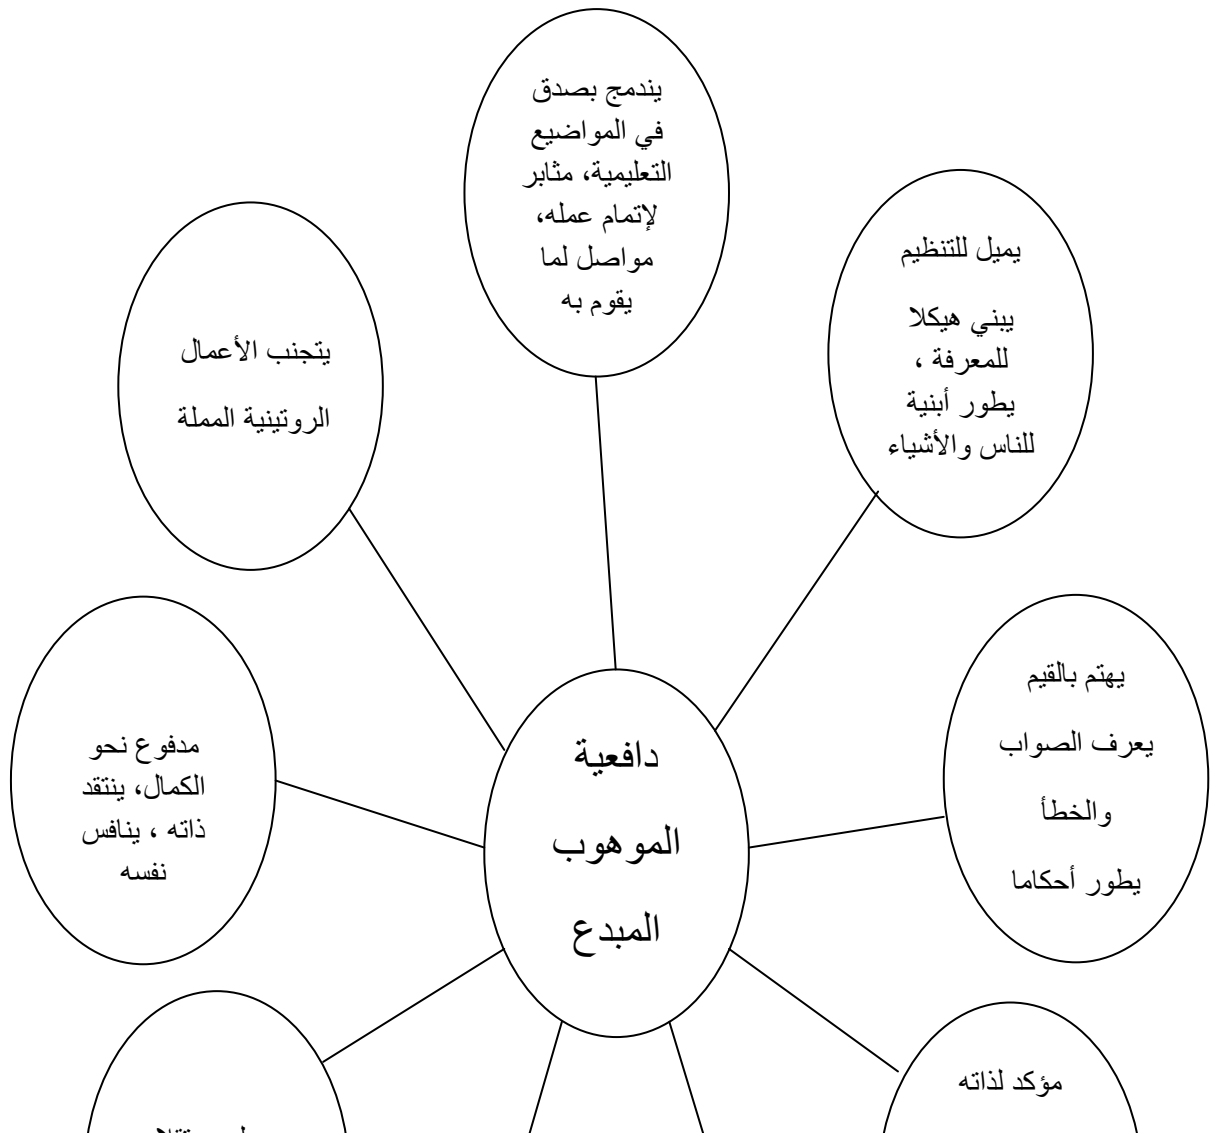 يندمج بصدق
في المواضيع
التعليمية، مثابر
لإتمام عمله،
مواصل لما
يقوم به
يميل للتنظيم
يبني هيكلا
للمعرفة ،
يطور أبنية
للناس والأشياء
يتجنب الأعمال
الروتينية المملة
يهتم بالقيم
يعرف الصواب
والخطأ
يطور أحكاما
دافعية
الموهوب
المبدع
مدفوع نحو
الكمال، ينتقد
ذاته ، ينافس
نفسه
مؤكد لذاته